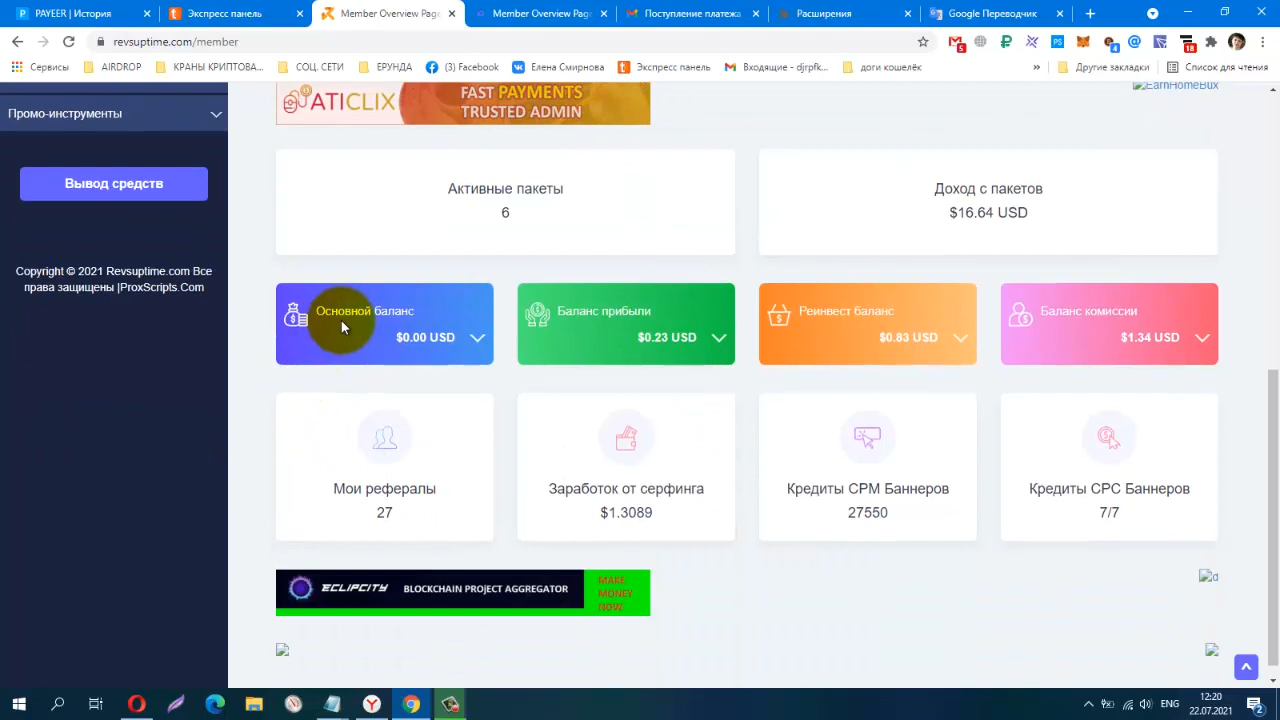 PAYEER | История
Экспресс панель
Member Overview Page
Member Overview Page
Поступление платежа
Расширения
Google Переводчик
revsuptime.com/member
5
4
18
Сервисы
AIRDROP
КРАНЫ КРИПТОВА...
СОЦ. СЕТИ
ЕРУНДА
(3) Facebook
Елена Смирнова
Экспресс панель
Входящие - djrpfk...
доги кошелёк
»
Другие закладки
Список для чтения
Промо-инструменты
ATICLIX
FAST PAYMENTS
TRUSTED ADMIN
EarnHomeBux
Вывод средств
Copyright © 2021 Revsuptime.com Все
права защищены |ProxScripts.Com
Активные пакеты
6
Доход с пакетов
$16.64 USD
Основной баланс
$0.00 USD
Баланс прибыли
$0.23 USD
Реинвест баланс
$0.83 USD
Баланс комиссии
$1.34 USD
Мои рефералы
27
Заработок от серфинга
$1.3089
Кредиты CPM Баннеров
27550
Кредиты CPC Баннеров
7/7
ECLIPCITY
BLOCKCHAIN PROJECT AGGREGATOR
MAKE
MONEY
NOW
d
ENG
12:20
22.07.2021
2